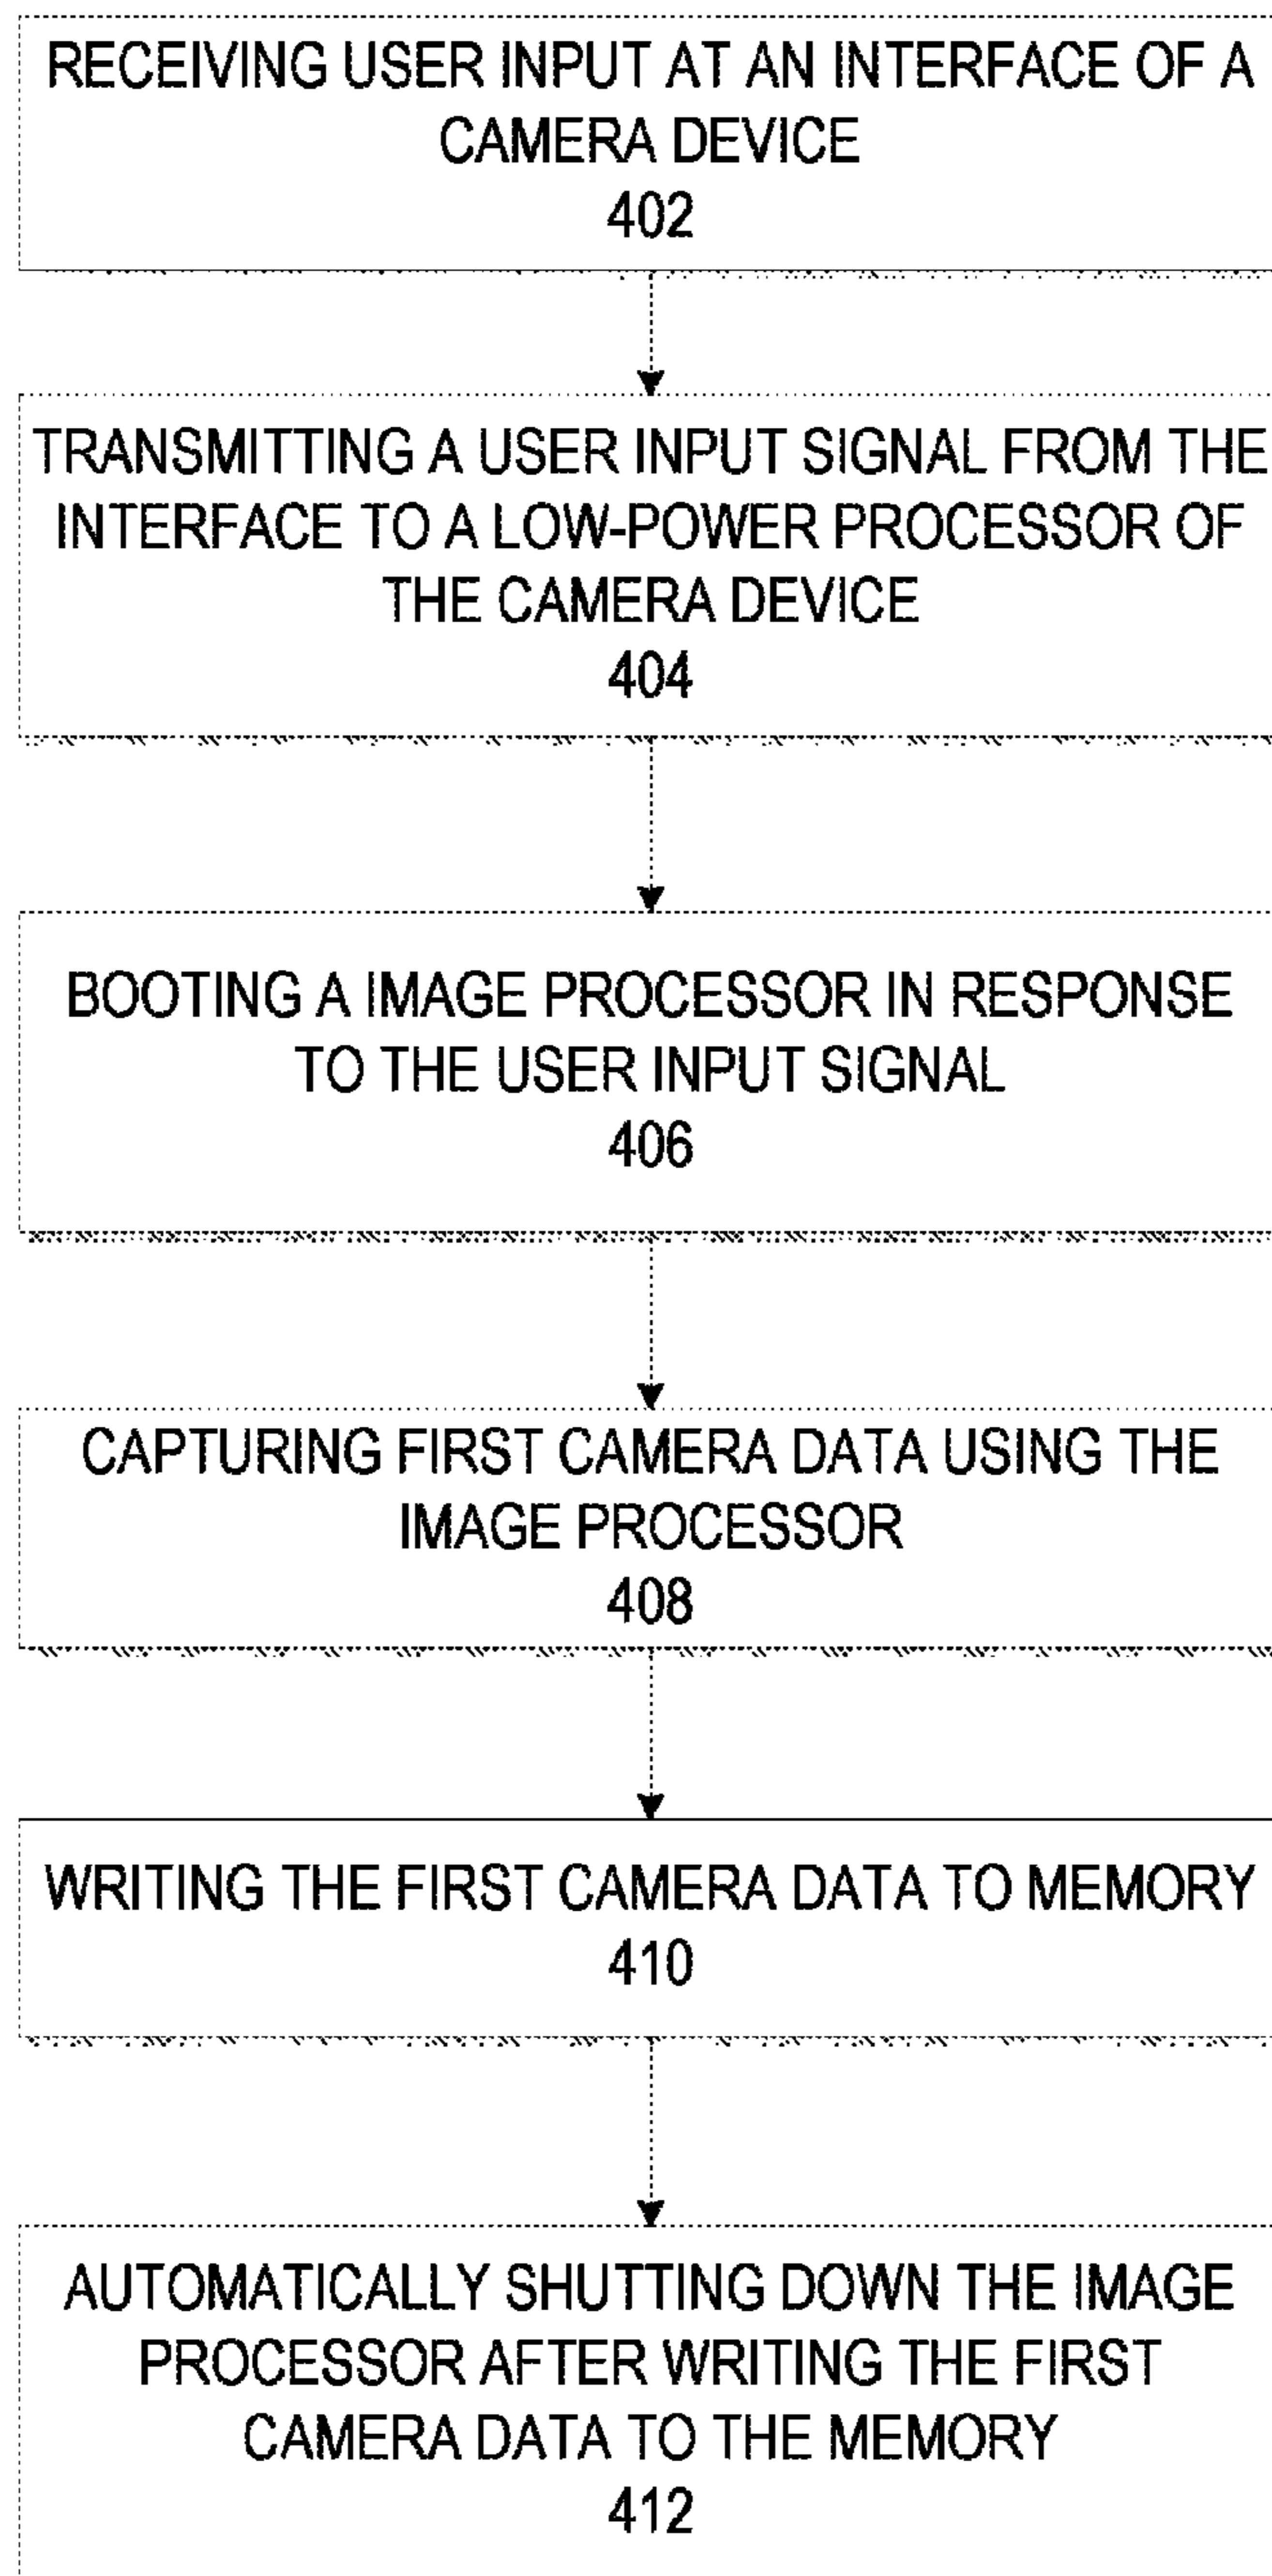 RECEIVING USER INPUT AT AN INTERFACE OF A
CAMERA DEVICE
402
TRANSMITTING A USER INPUT SIGNAL FROM THE
INTERFACE TO A LOW-POWER PROCESSOR OF
THE CAMERA DEVICE
404
BOOTING A IMAGE PROCESSOR IN RESPONSE
TO THE USER INPUT SIGNAL
406
CAPTURING FIRST CAMERA DATA USING THE
IMAGE PROCESSOR
408
WRITING THE FIRST CAMERA DATA TO MEMORY
410
AUTOMATICALLY SHUTTING DOWN THE IMAGE
PROCESSOR AFTER WRITING THE FIRST
CAMERA DATA TO THE MEMORY
412